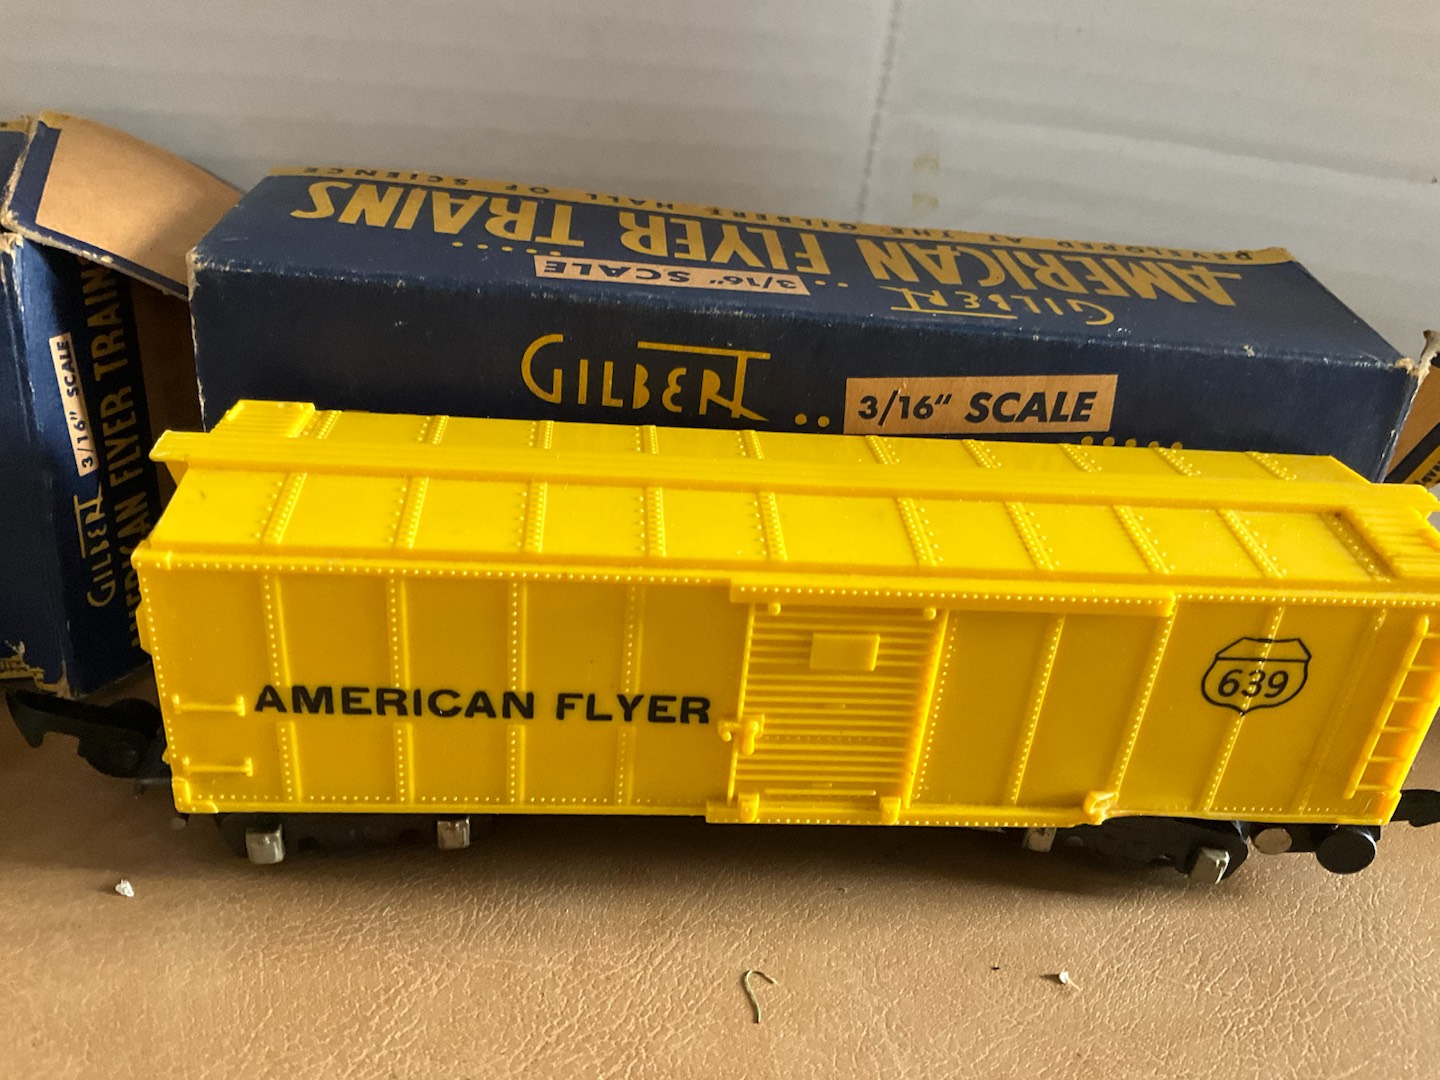 DEVELOPED AT THE GILBERT HALL OF SCIENCE
AMERICAN FLYER TRAINS
3/16" SCALE
GILBERT
GILBERT
3/16" SCALE
GILBERT
3/16" SCALE
AMERICAN FLYER TRAIN
AMERICAN FLYER
639